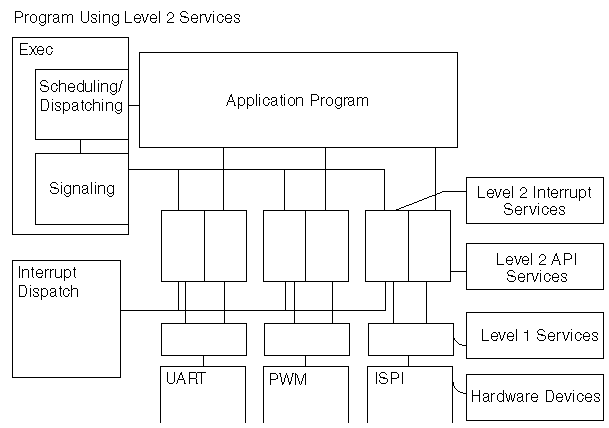 Program Using Level 2 Services
Exec
Scheduling/
Dispatching
Application Program
Signaling
Level 2 Interrupt
Services
Level 2 API
Services
Interrupt
Dispatch
Level 1 Services
UART
PWM
ISPI
Hardware Devices